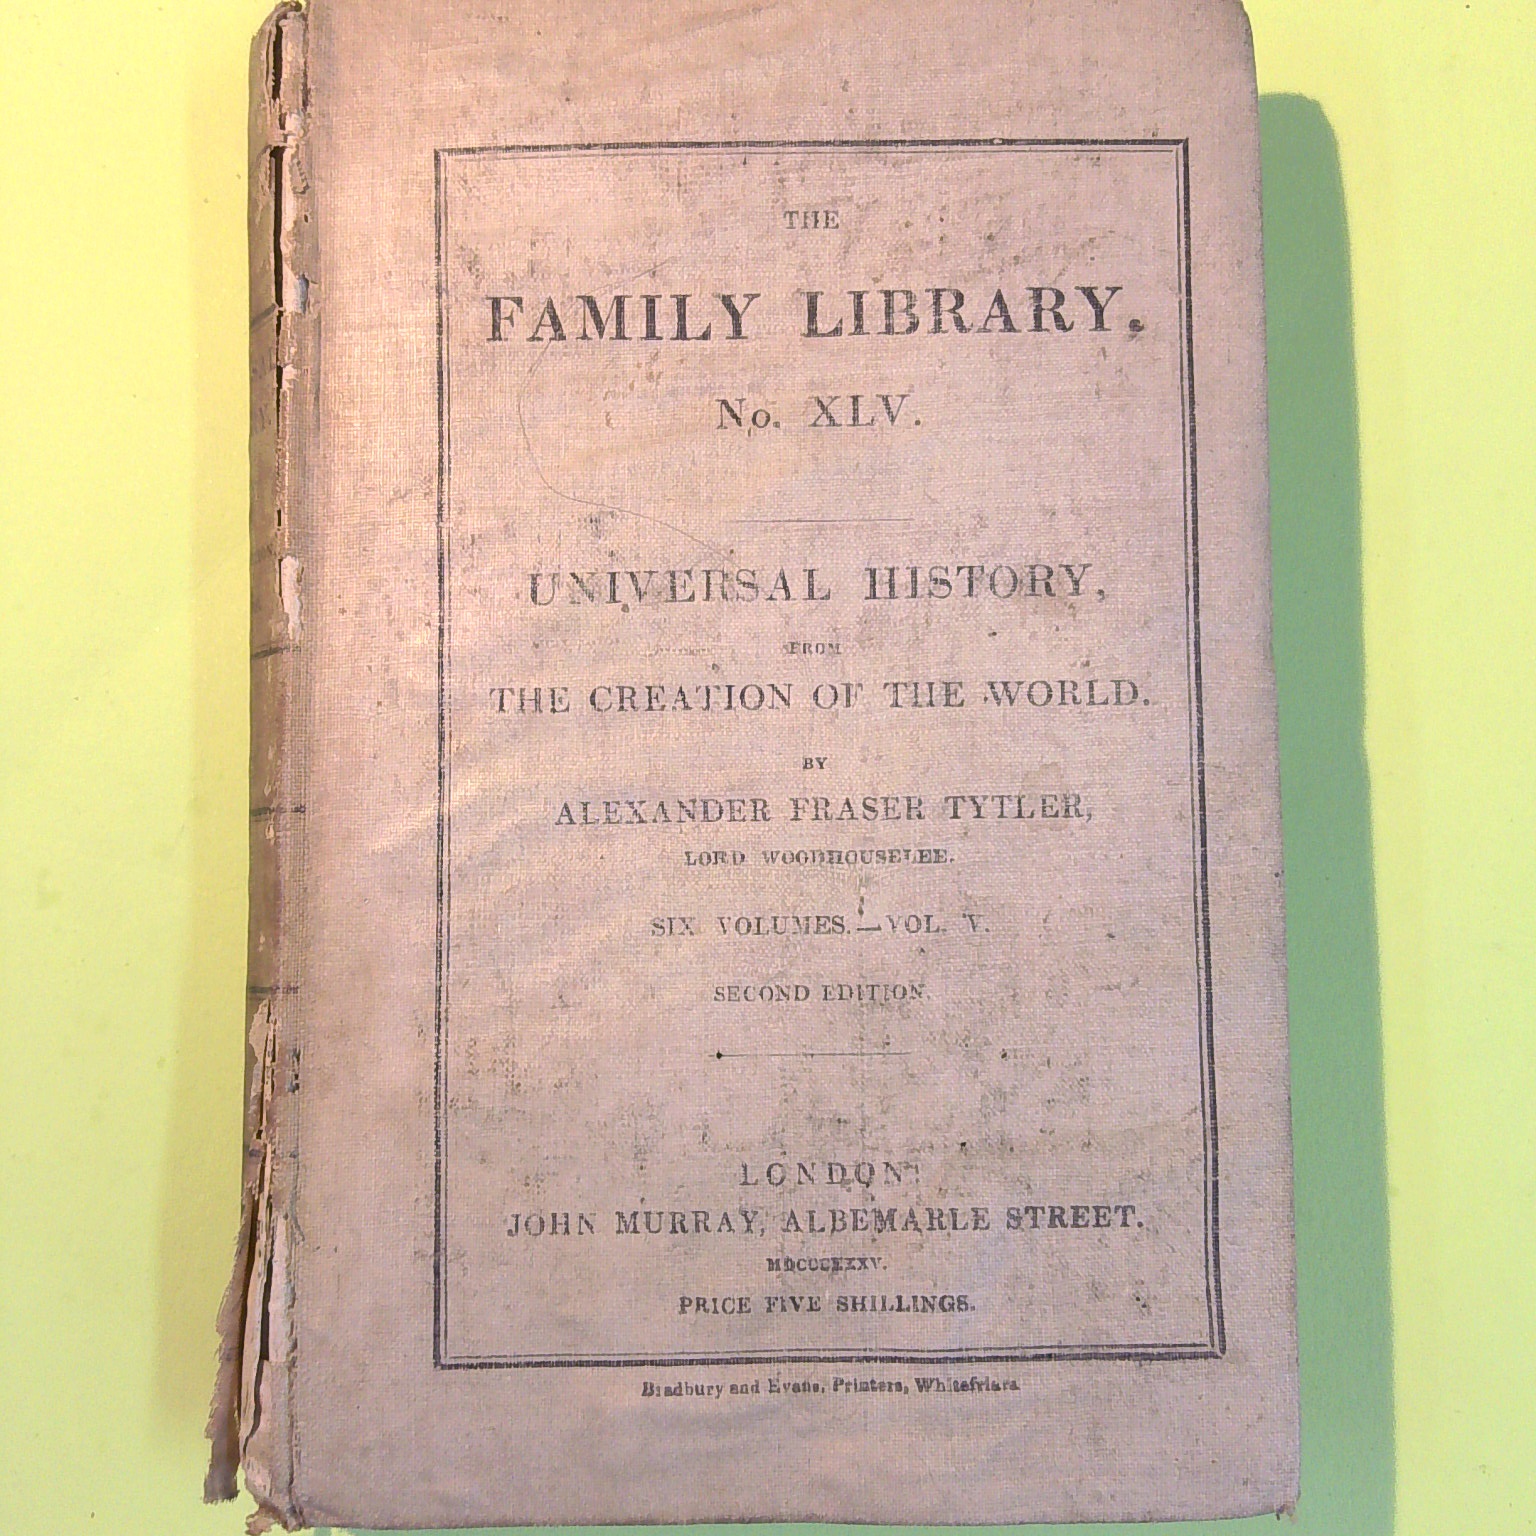 THE
FAMILY LIBRARY.
No. XLV.
UNIVERSAL HISTORY,
FROM
THE CREATION OF THE WORLD.
BY
ALEXANDER FRASER TYTLER,
LORD WOODHOUSELEE.
SIX VOLUMES.—VOL. V.
SECOND EDITION.
LONDON:
JOHN MURRAY, ALBEMARLE STREET.
MDCCCXXXV.
PRICE FIVE SHILLINGS.
Bradbury and Evans, Printers, Whitefriars